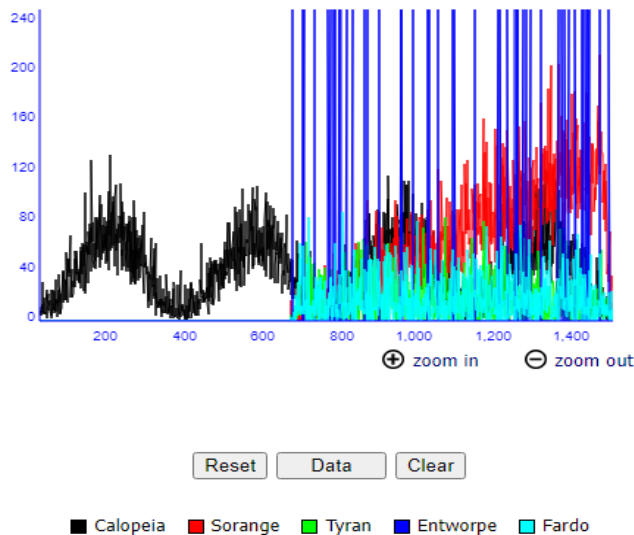 240
200
160
120
80
40
0
200 400 600 800 1,000 1,200 1,400
zoom in zoom out
Reset Data Clear
Calopeia Sorange Tyran Entworpe Fardo